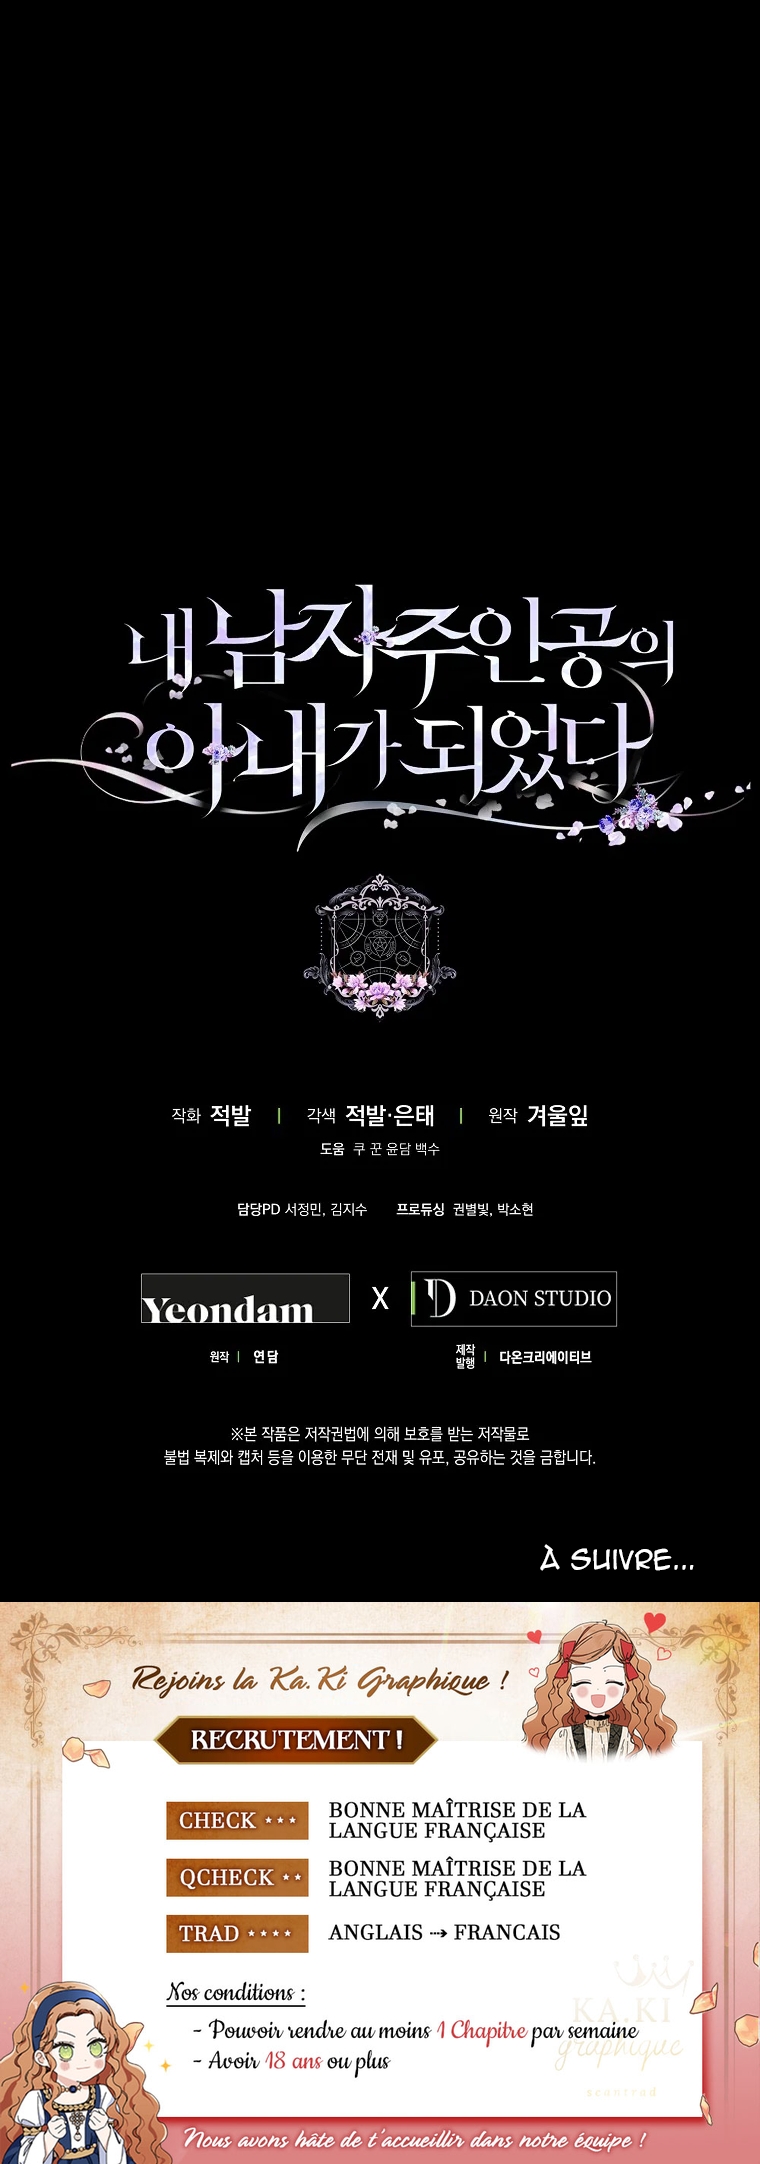 내 남자주인공의
아내가 되었다
작화 적발 | 각색 적발·은태 | 원작 겨울잎
도움 쿠 꾼 윤담 백수
담당PD 서정민, 김지수 프로듀싱 권별빛, 박소현
Yeondam X DAON STUDIO
원작 | 연담
제작
발행 | 다온크리에이티브
※본 작품은 저작권법에 의해 보호를 받는 저작물로
불법 복제와 캡처 등을 이용한 무단 전재 및 유포, 공유하는 것을 금합니다.
À SUIVRE...
Rejoins la Ka.Ki Graphique !
RECRUTEMENT !
CHECK ★★★ BONNE MAÎTRISE DE LA
LANGUE FRANÇAISE
QCHECK ★★ BONNE MAÎTRISE DE LA
LANGUE FRANÇAISE
TRAD ★★★★ ANGLAIS ⇢ FRANCAIS
Nos conditions :
- Pouvoir rendre au moins 1 Chapitre par semaine
- Avoir 18 ans ou plus
KA.KI
graphique
scantrad
Nous avons hâte de t'accueillir dans notre équipe !